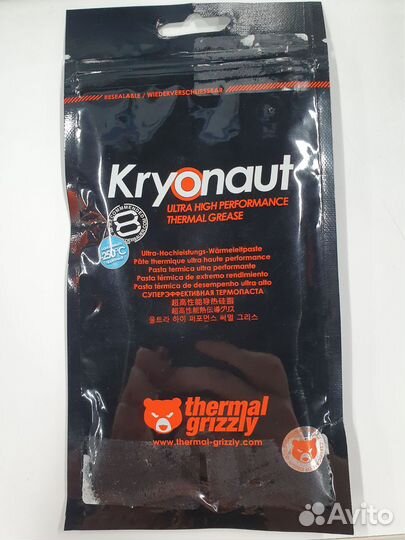 RESEALABLE / WIEDERVERSCHLIESSBAR
Kryonaut
ULTRA HIGH PERFORMANCE
THERMAL GREASE
250°C
Ultra-Hochleistungs-Wärmeleitpaste
Pâte thermique ultra haute performance
Pasta termica ultra performante
Pasta térmica de extremo rendimiento
Pasta térmica de desempenho ultra alto
СУПЕРЭФФЕКТИВНАЯ ТЕРМОПАСТА
超高性能导热硅脂
超高性能熱伝導グリス
울트라 하이 퍼포먼스 써멀 그리스
thermal
grizzly
www.thermal-grizzly.com
Avito